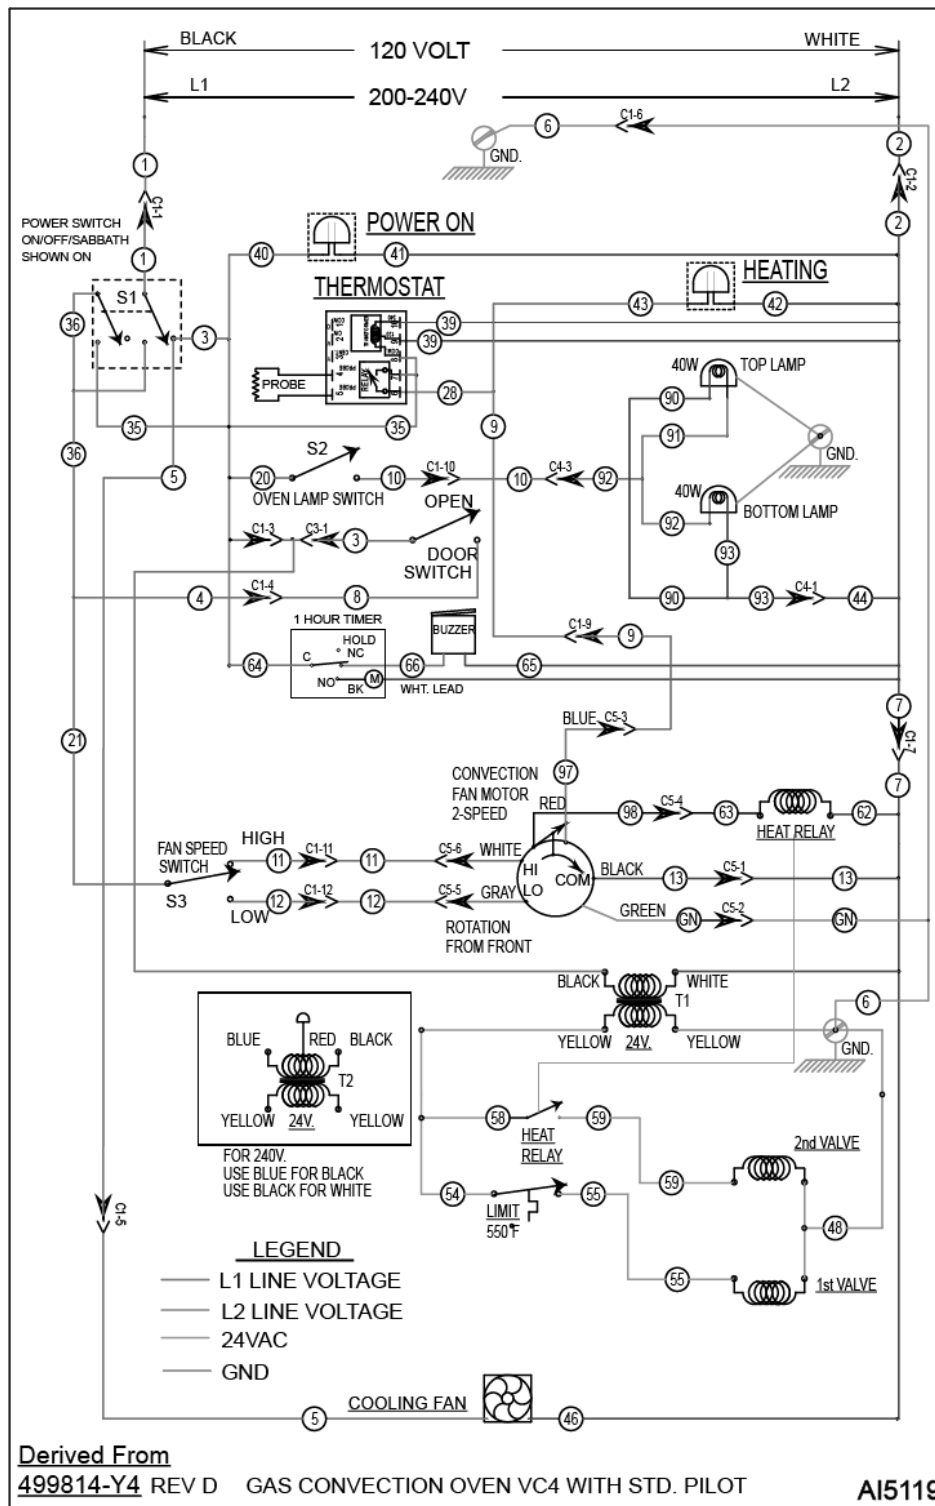 BLACK
120 VOLT
WHITE
L1
200-240V
L2
6
C1-6
GND.
1
2
C1-1
C1-2
2
POWER SWITCH
ON/OFF/SABBATH
SHOWN ON
1
POWER ON
40
41
HEATING
THERMOSTAT
43
42
S1
36
3
39
39
PROBE
RELAY
PROBE
4
5
28
40W
TOP LAMP
90
35
35
9
91
36
5
S2
GND.
20
10
C1-10
10
C4-3
92
OVEN LAMP SWITCH
OPEN
40W
BOTTOM LAMP
92
C1-3
C3-1
3
DOOR
SWITCH
93
4
C1-4
8
90
93
C4-1
44
1 HOUR TIMER
HOLD
NC
C
NO
BK
M
BUZZER
C1-9
9
64
66
65
WHT. LEAD
7
C1-7
7
21
BLUE
C5-3
97
CONVECTION
FAN MOTOR
2-SPEED
RED
98
C5-4
63
62
HEAT RELAY
FAN SPEED
SWITCH
HIGH
11
C1-11
11
C5-6
WHITE
HI
LO
COM
BLACK
13
C5-1
13
S3
LOW
12
C1-12
12
C5-5
GRAY
GREEN
GN
C5-2
GN
ROTATION
FROM FRONT
BLACK
WHITE
T1
YELLOW
24V.
YELLOW
6
GND.
BLUE
RED
BLACK
T2
YELLOW
24V.
YELLOW
FOR 240V.
USE BLUE FOR BLACK
USE BLACK FOR WHITE
58
59
HEAT
RELAY
2nd VALVE
59
54
55
LIMIT
550°F
48
55
1st VALVE
C1-5
LEGEND
L1 LINE VOLTAGE
L2 LINE VOLTAGE
24VAC
GND
COOLING FAN
5
46
Derived From
499814-Y4 REV D GAS CONVECTION OVEN VC4 WITH STD. PILOT
AI5119